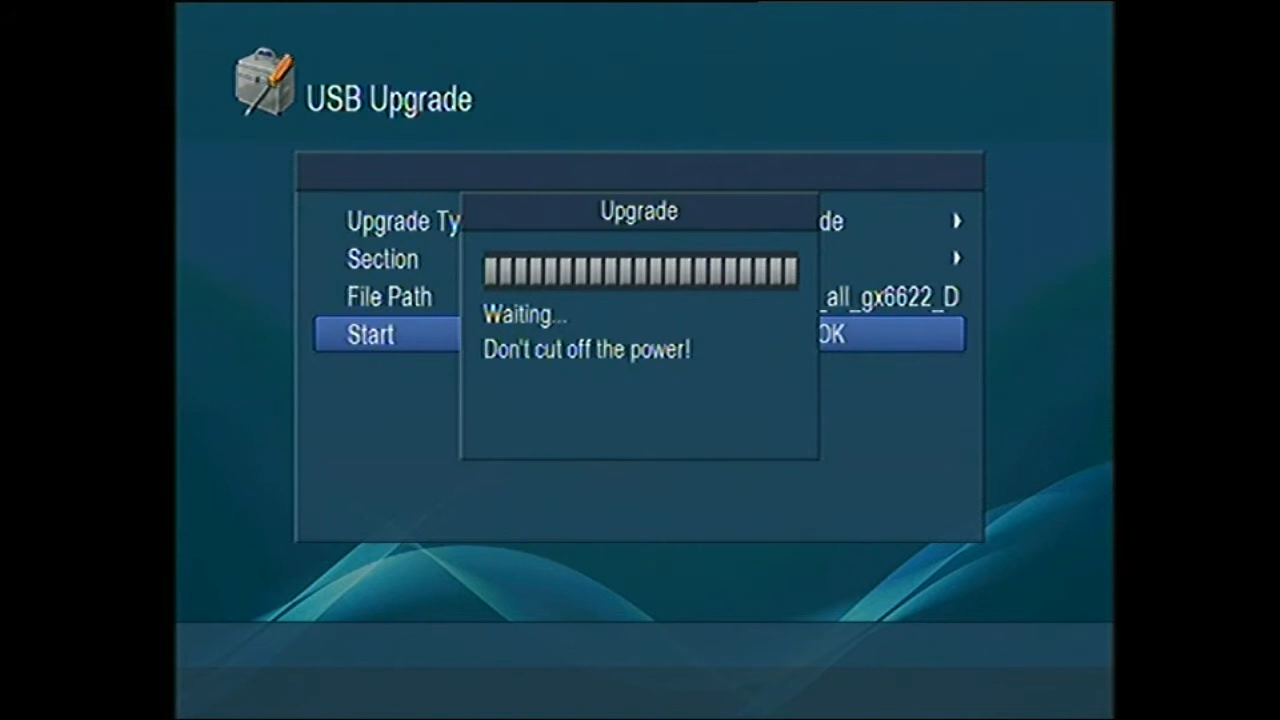 USB Upgrade
Upgrade
Upgrade Ty de
Section
File Path _all_gx6622_D
Start OK
Waiting...
Don't cut off the power!